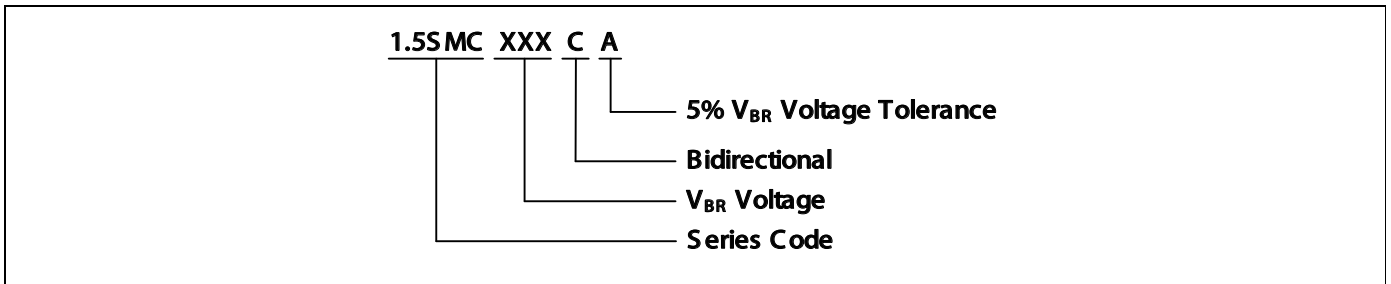 1.5SMC XXX C A
5% VBR Voltage Tolerance
Bidirectional
VBR Voltage
Series Code